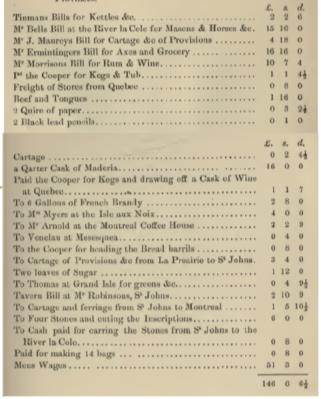 £. s. d.
Tinmans Bills for Kettles &c. 2 2 6
Mr Bells Bill at the River la Cole for Masons & Horses &c. 15 10 0
Mr J. Maureys Bill for Cartage &c of Provisions 4 18 0
Mr Ermintingers Bill for Axes and Grocery 16 16 0
Mr Morrisons Bill for Rum & Wine 10 7 4
Pd the Cooper for Kegs & Tub 1 1 4½
Freight of Stores from Quebec 0 8 0
Beef and Tongues 1 16 0
2 Quire of paper 0 3 2½
2 Black lead pencils 0 1 0
£. s. d.
Cartage 0 2 6½
a Qarter Cask of Maderia 16 0 0
Paid the Cooper for Kegs and drawing off a Cask of Wine
at Quebec 1 1 7
To 6 Gallons of French Brandy 2 8 0
To Mrs Myers at the Isle aux Noix 4 0 0
To Mr Arnold at the Montreal Coffee House 2 2 9
To Venclas at Mesesquea 0 4 0
To the Cooper for heading the Bread barrils 0 8 0
To Cartage of Provisions &c from La Prairie to St Johns. 3 4 0
Two loaves of Sugar 1 12 0
To Thomas at Grand Isle for greens &c. 0 4 9½
Tavern Bill at Mr Robinsons, St Johns 2 10 9
To Cartage and ferriage from St Johns to Montreal 1 5 10½
To Four Stones and cuting the Inscriptions 6 0 0
To Cash paid for carring the Stones from St Johns to the
River la Cole 0 8 0
Paid for making 14 bags 0 8 0
Mens Wages 51 3 0
146 6 6½